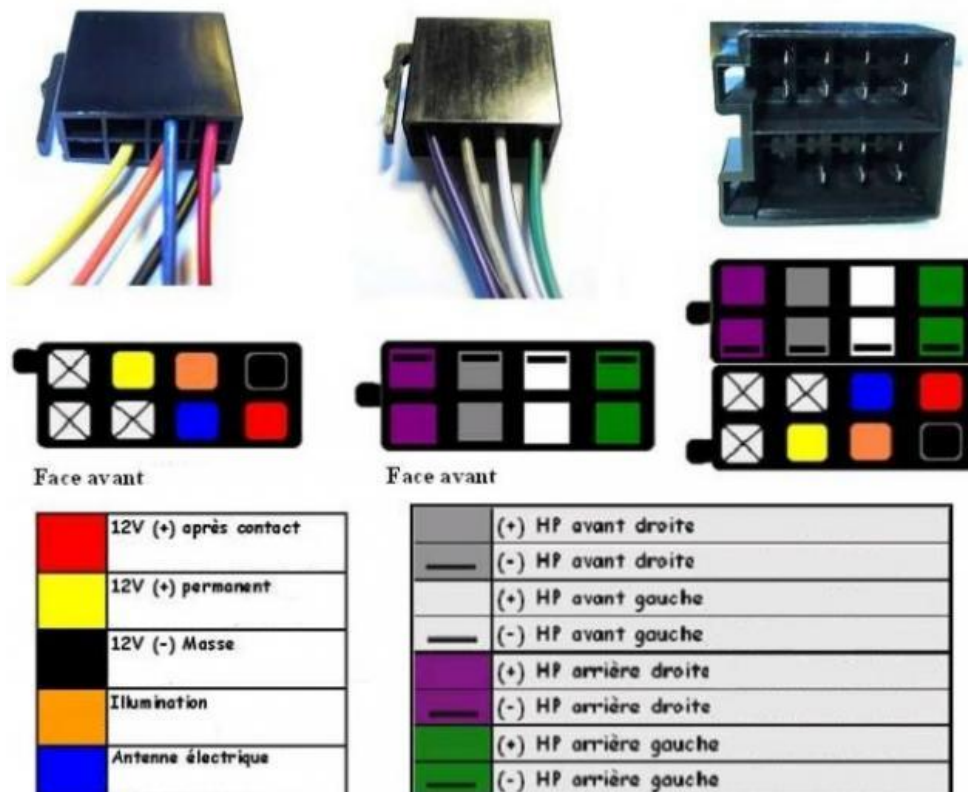 Face avant
Face avant
12V (+) après contact
12V (+) permanent
12V (-) Masse
Illumination
Antenne électrique
(+) HP avant droite
(-) HP avant droite
(+) HP avant gauche
(-) HP avant gauche
(+) HP arrière droite
(-) HP arrière droite
(+) HP arrière gauche
(-) HP arrière gauche